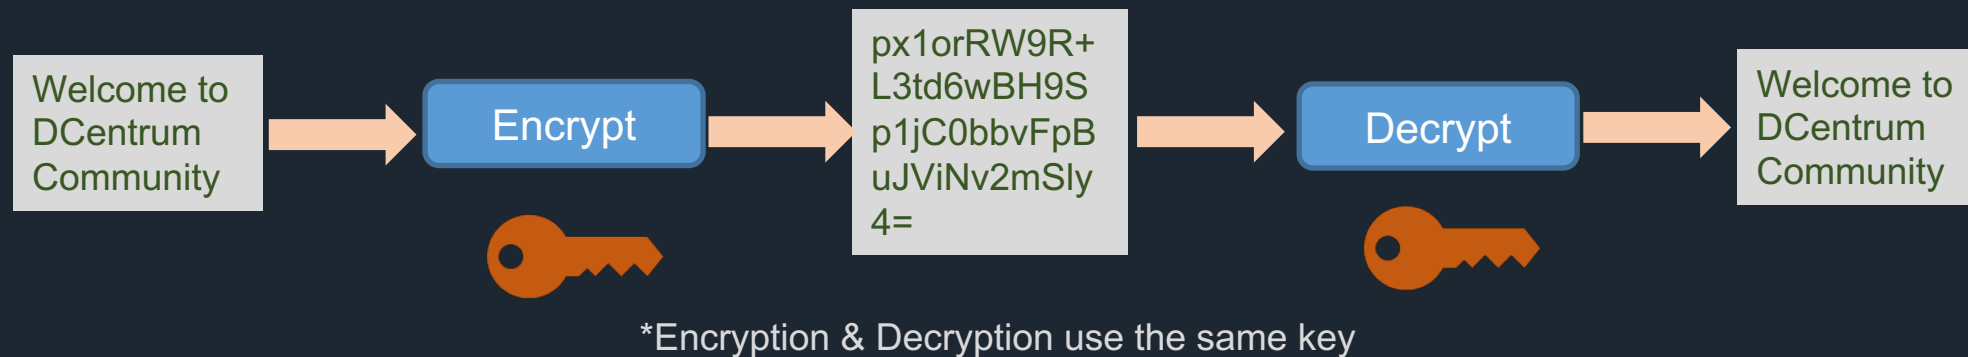 Welcome to
DCentrum
Community
Encrypt
px1orRW9R+
L3td6wBH9S
p1jC0bbvFpB
uJViNv2mSly
4=
Decrypt
Welcome to
DCentrum
Community
*Encryption & Decryption use the same key